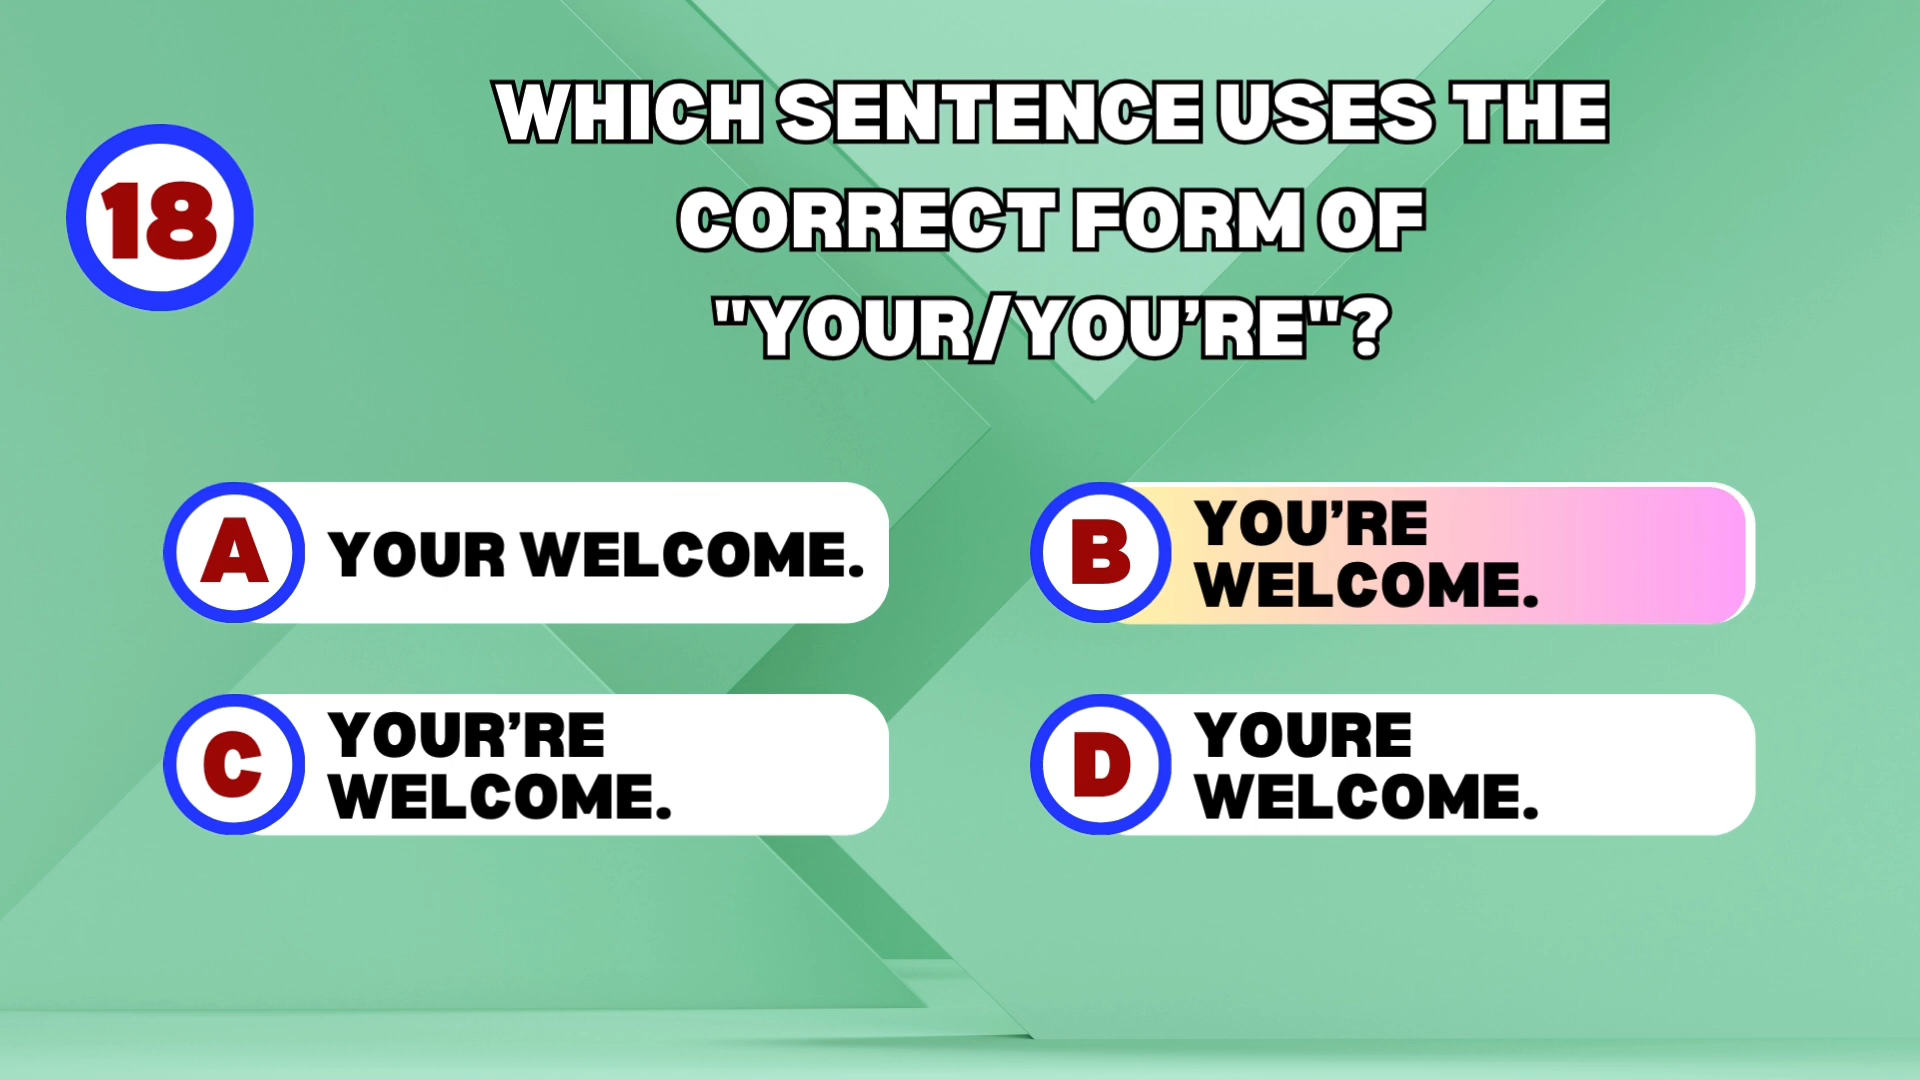 18
WHICH SENTENCE USES THE
CORRECT FORM OF
"YOUR/YOU’RE"?
A YOUR WELCOME.
B YOU’RE
WELCOME.
C YOUR’RE
WELCOME.
D YOURE
WELCOME.